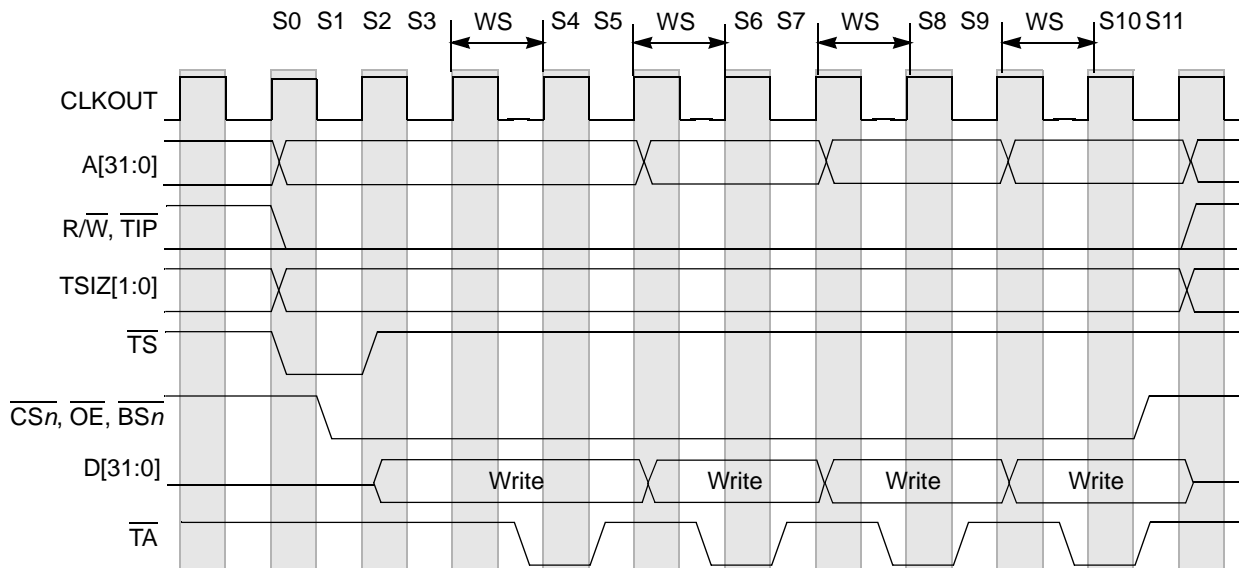 S0 S1 S2 S3 WS S4 S5 WS S6 S7 WS S8 S9 WS S10 S11
CLKOUT
A[31:0]
R/W, TIP
TSIZ[1:0]
TS
CSn, OE, BSn
D[31:0] Write Write Write Write
TA